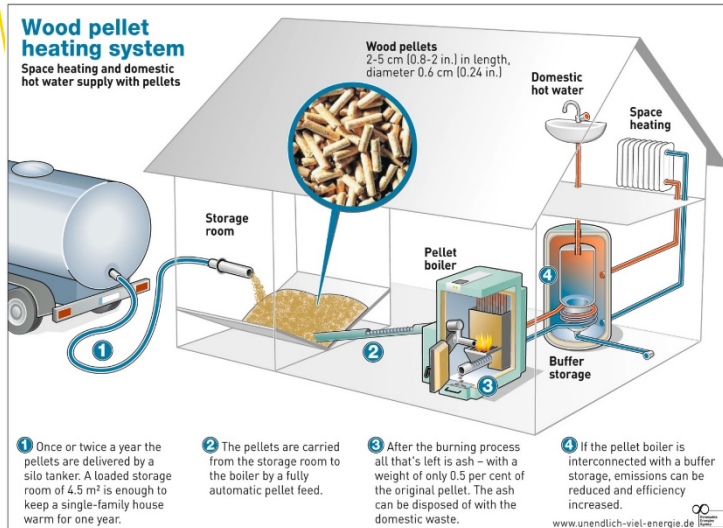 Wood pellet
heating system
Space heating and domestic
hot water supply with pellets
Wood pellets
2-5 cm (0.8-2 in.) in length,
diameter 0.6 cm (0.24 in.)
Domestic
hot water
Space
heating
Storage
room
Pellet
boiler
Buffer
storage
1
2
3
4
1 Once or twice a year the
pellets are delivered by a
silo tanker. A loaded storage
room of 4.5 m² is enough to
keep a single-family house
warm for one year.
2 The pellets are carried
from the storage room to
the boiler by a fully
automatic pellet feed.
3 After the burning process
all that's left is ash – with a
weight of only 0.5 per cent of
the original pellet. The ash
can be disposed of with the
domestic waste.
4 If the pellet boiler is
interconnected with a buffer
storage, emissions can be
reduced and efficiency
increased.
www.unendlich-viel-energie.de